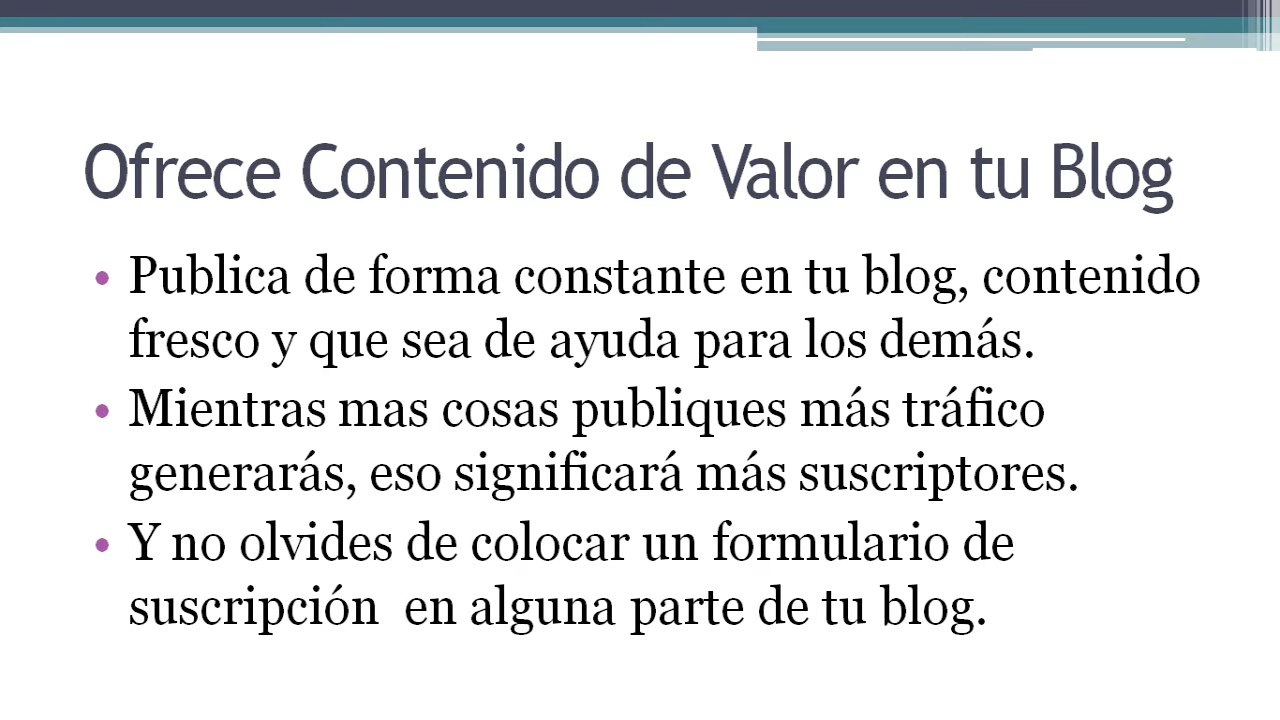 Ofrece Contenido de Valor en tu Blog
• Publica de forma constante en tu blog, contenido
fresco y que sea de ayuda para los demás.
• Mientras mas cosas publiques más tráfico
generarás, eso significará más suscriptores.
• Y no olvides de colocar un formulario de
suscripción  en alguna parte de tu blog.